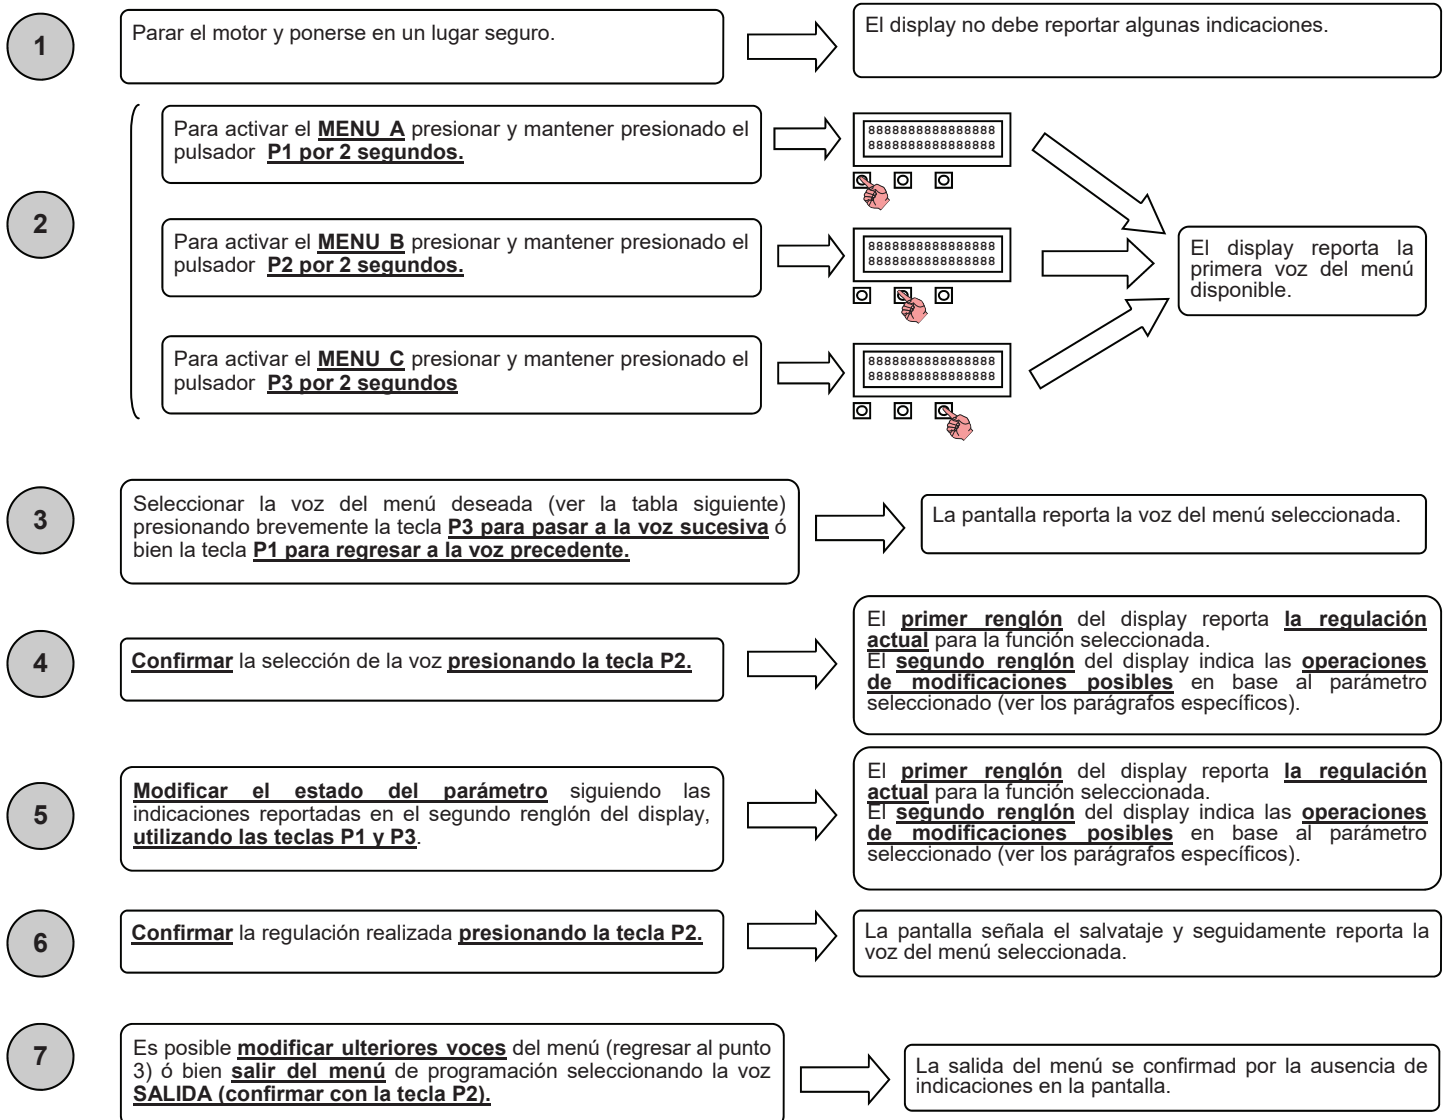 1
Parar el motor y ponerse en un lugar seguro.
El display no debe reportar algunas indicaciones.
2
Para activar el MENU A presionar y mantener presionado el
pulsador P1 por 2 segundos.
8888888888888888
8888888888888888
Para activar el MENU B presionar y mantener presionado el
pulsador P2 por 2 segundos.
8888888888888888
8888888888888888
Para activar el MENU C presionar y mantener presionado el
pulsador P3 por 2 segundos
8888888888888888
8888888888888888
El display reporta la
primera voz del menú
disponible.
3
Seleccionar la voz del menú deseada (ver la tabla siguiente)
presionando brevemente la tecla P3 para pasar a la voz sucesiva ó
bien la tecla P1 para regresar a la voz precedente.
La pantalla reporta la voz del menú seleccionada.
4
Confirmar la selección de la voz presionando la tecla P2.
El primer renglón del display reporta la regulación
actual para la función seleccionada.
El segundo renglón del display indica las operaciones
de modificaciones posibles en base al parámetro
seleccionado (ver los parágrafos específicos).
5
Modificar el estado del parámetro siguiendo las
indicaciones reportadas en el segundo renglón del display,
utilizando las teclas P1 y P3.
El primer renglón del display reporta la regulación
actual para la función seleccionada.
El segundo renglón del display indica las operaciones
de modificaciones posibles en base al parámetro
seleccionado (ver los parágrafos específicos).
6
Confirmar la regulación realizada presionando la tecla P2.
La pantalla señala el salvataje y seguidamente reporta la
voz del menú seleccionada.
7
Es posible modificar ulteriores voces del menú (regresar al punto
3) ó bien salir del menú de programación seleccionando la voz
SALIDA (confirmar con la tecla P2).
La salida del menú se confirmad por la ausencia de
indicaciones en la pantalla.